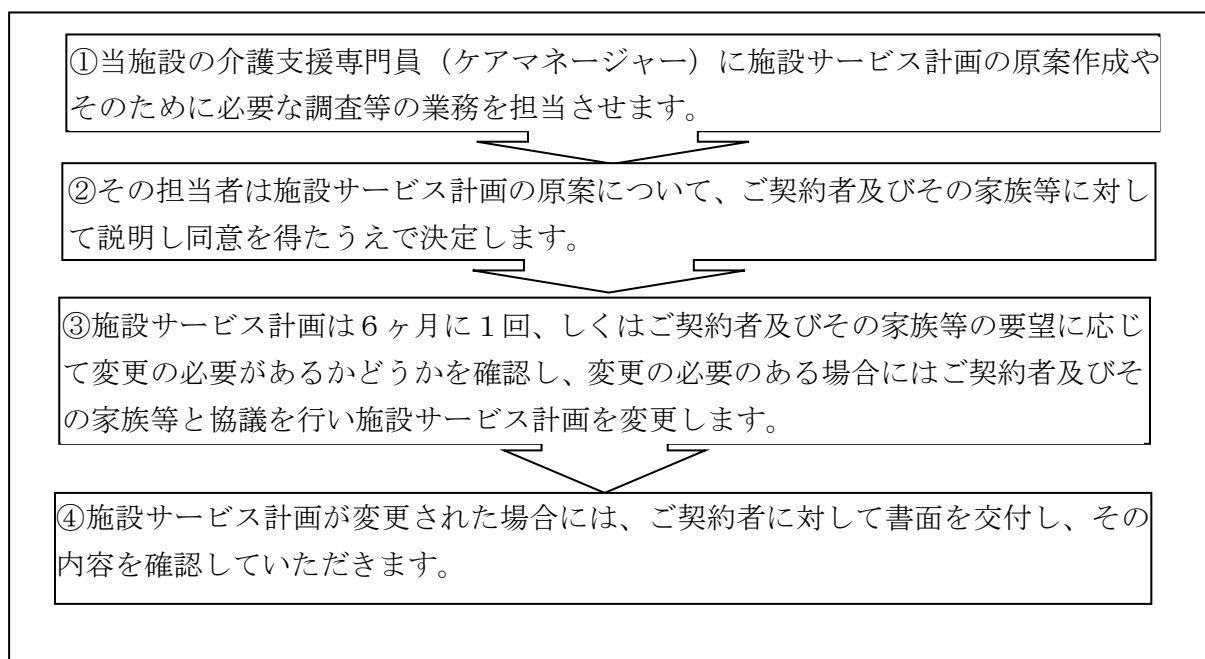 ①当施設の介護支援専門員（ケアマネージャー）に施設サービス計画の原案作成や
そのために必要な調査等の業務を担当させます。
②その担当者は施設サービス計画の原案について、ご契約者及びその家族等に対し
て説明し同意を得たうえで決定します。
③施設サービス計画は６ヶ月に１回、しくはご契約者及びその家族等の要望に応じ
て変更の必要があるかどうかを確認し、変更の必要のある場合にはご契約者及びそ
の家族等と協議を行い施設サービス計画を変更します。
④施設サービス計画が変更された場合には、ご契約者に対して書面を交付し、その
内容を確認していただきます。